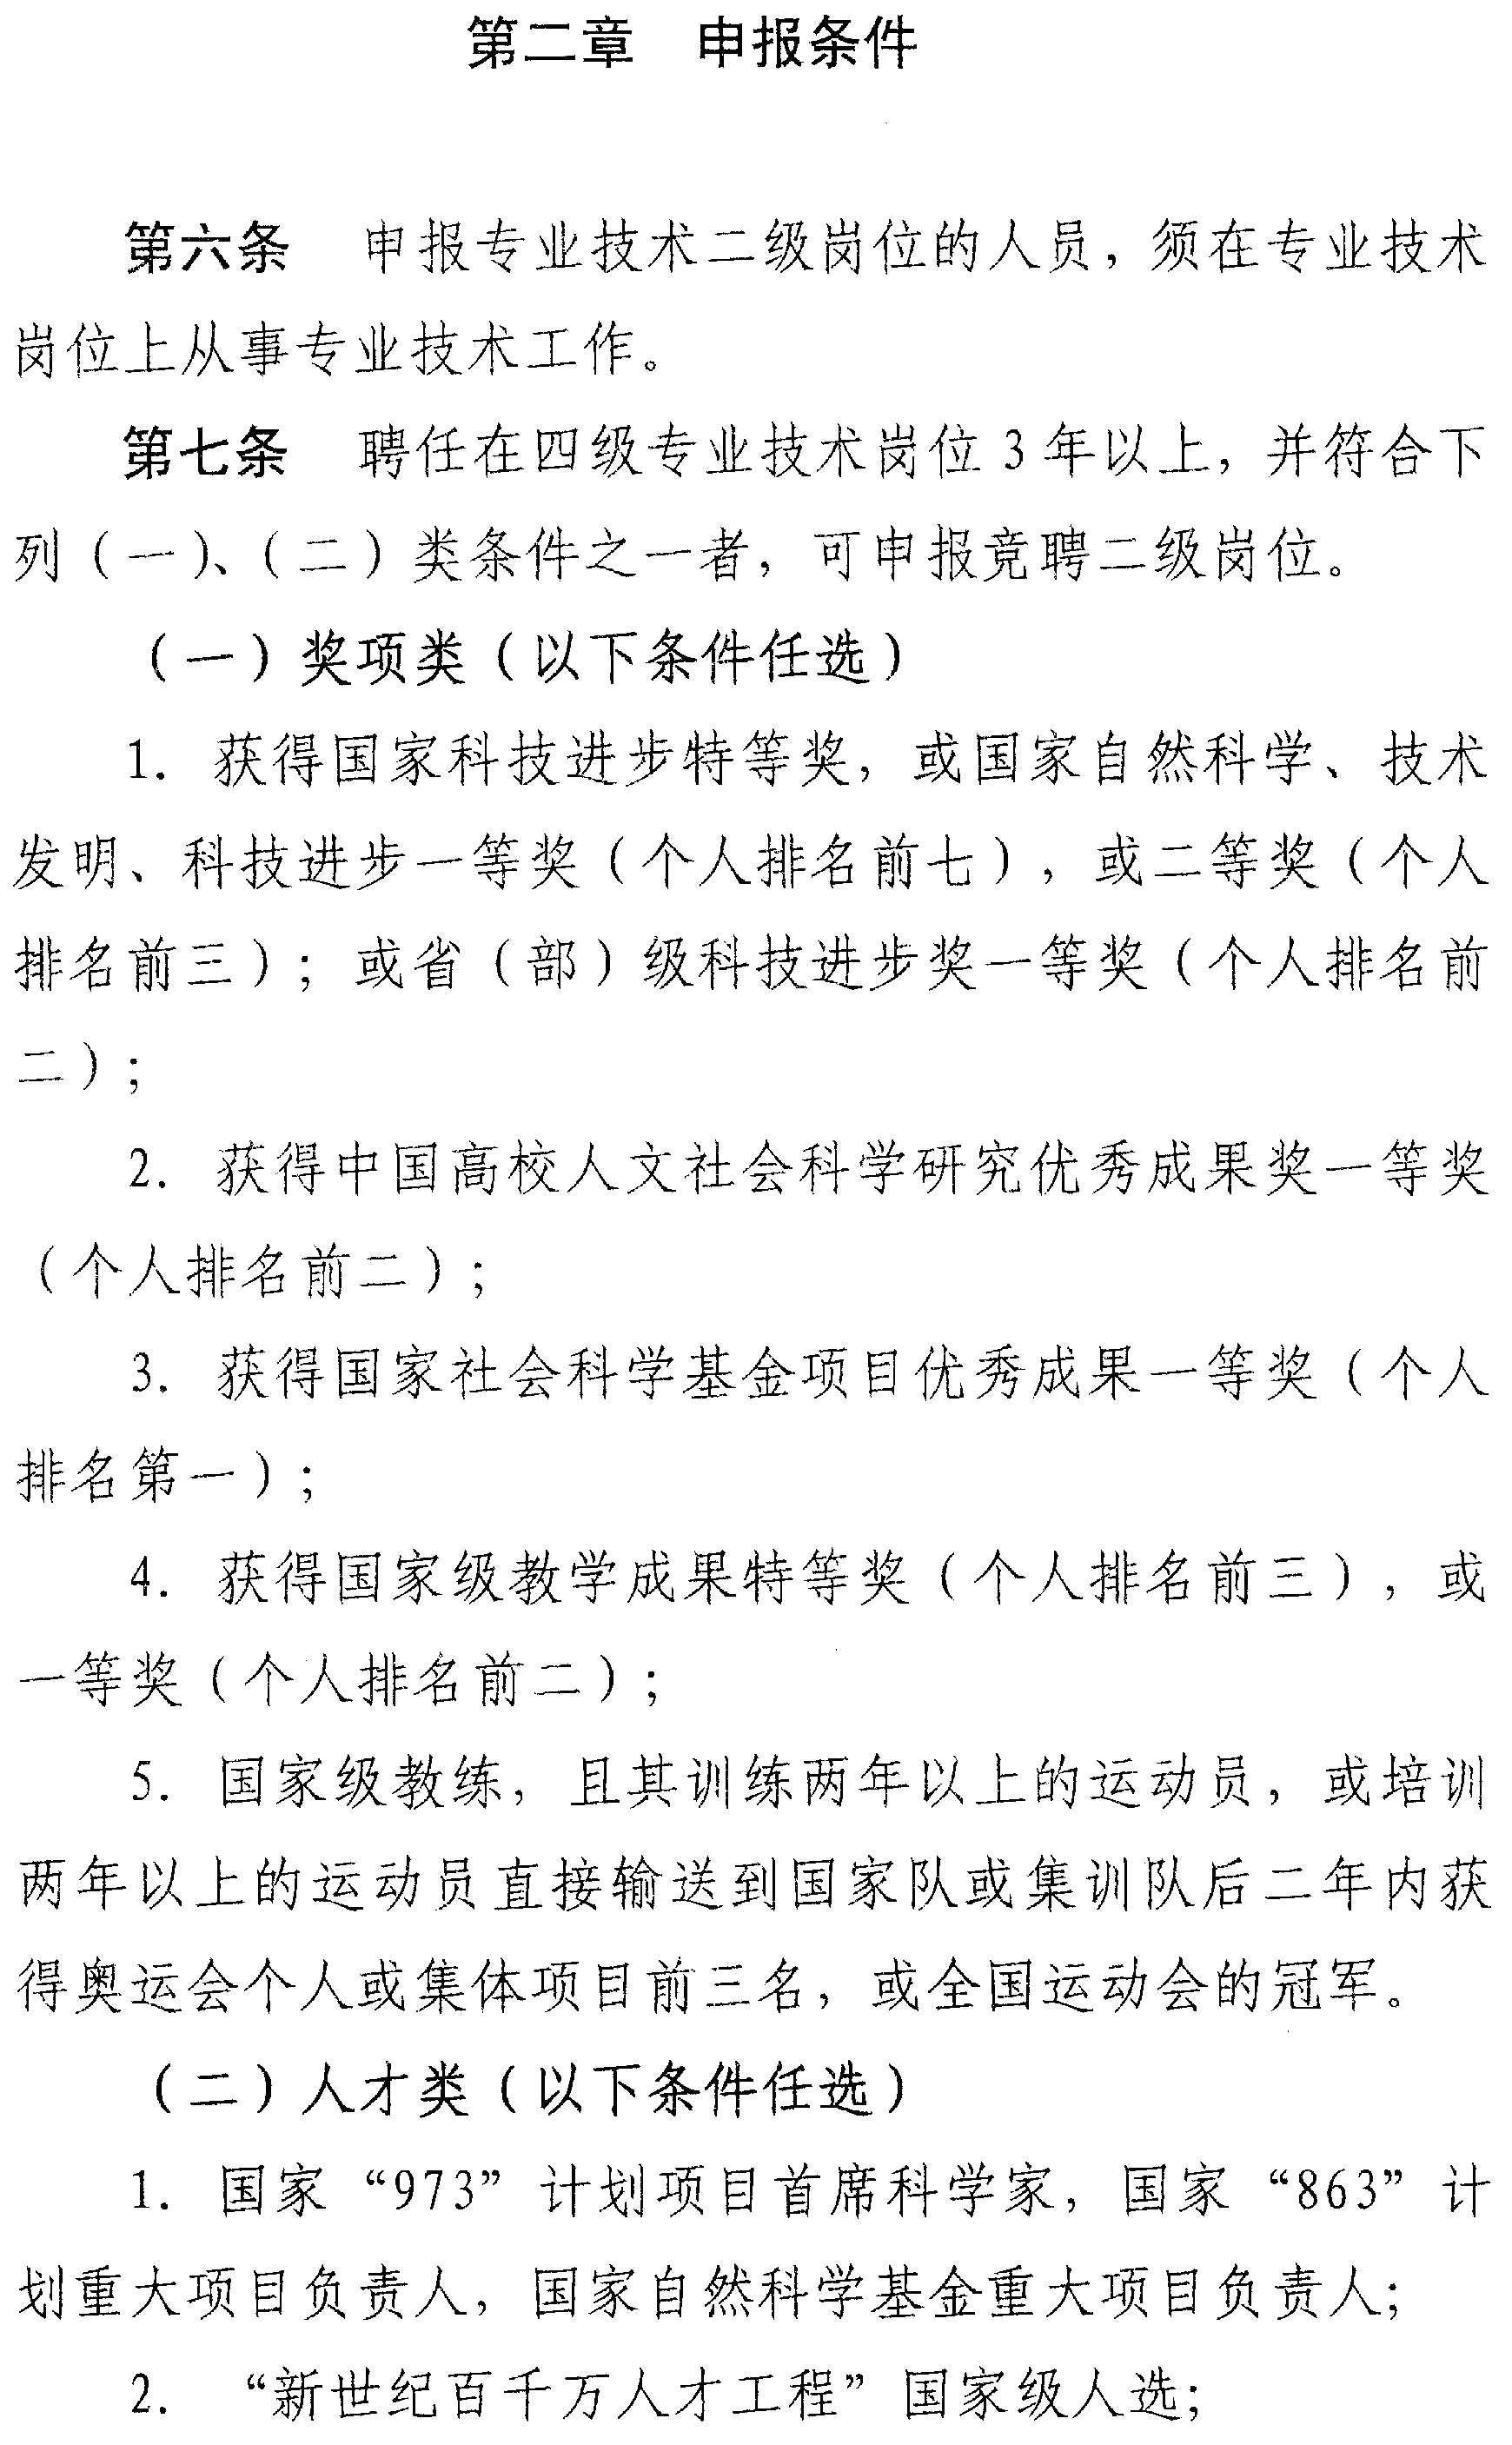 第二章　申报条件
第六条　申报专业技术二级岗位的人员，须在专业技术
岗位上从事专业技术工作。
第七条　聘任在四级专业技术岗位 3 年以上，并符合下
列（一）、（二）类条件之一者，可申报竞聘二级岗位。
（一）奖项类（以下条件任选）
1. 获得国家科技进步特等奖，或国家自然科学、技术
发明、科技进步一等奖（个人排名前七），或二等奖（个人
排名前三）；或省（部）级科技进步奖一等奖（个人排名前
二）；
2. 获得中国高校人文社会科学研究优秀成果奖一等奖
（个人排名前二）；
3. 获得国家社会科学基金项目优秀成果一等奖（个人
排名第一）；
4. 获得国家级教学成果特等奖（个人排名前三），或
一等奖（个人排名前二）；
5. 国家级教练，且其训练两年以上的运动员，或培训
两年以上的运动员直接输送到国家队或集训队后二年内获
得奥运会个人或集体项目前三名，或全国运动会的冠军。
（二）人才类（以下条件任选）
1. 国家“973”计划项目首席科学家，国家“863”计
划重大项目负责人，国家自然科学基金重大项目负责人；
2. “新世纪百千万人才工程”国家级人选；